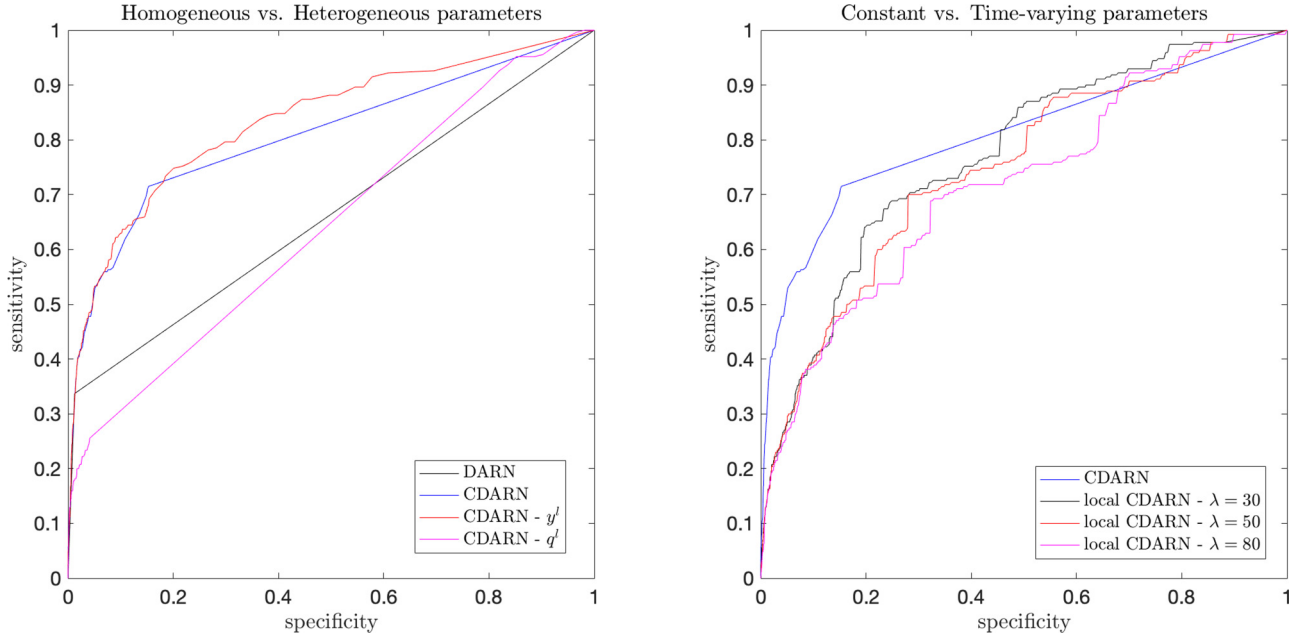 Homogeneous vs. Heterogeneous parameters
1
0.9
0.8
0.7
0.6
0.5
0.4
0.3
0.2
0.1
0
sensitivity
0 0.2 0.4 0.6 0.8 1
specificity
DARN
CDARN
CDARN - y^l
CDARN - q^l
Constant vs. Time-varying parameters
1
0.9
0.8
0.7
0.6
0.5
0.4
0.3
0.2
0.1
0
sensitivity
0 0.2 0.4 0.6 0.8 1
specificity
CDARN
local CDARN - λ = 30
local CDARN - λ = 50
local CDARN - λ = 80